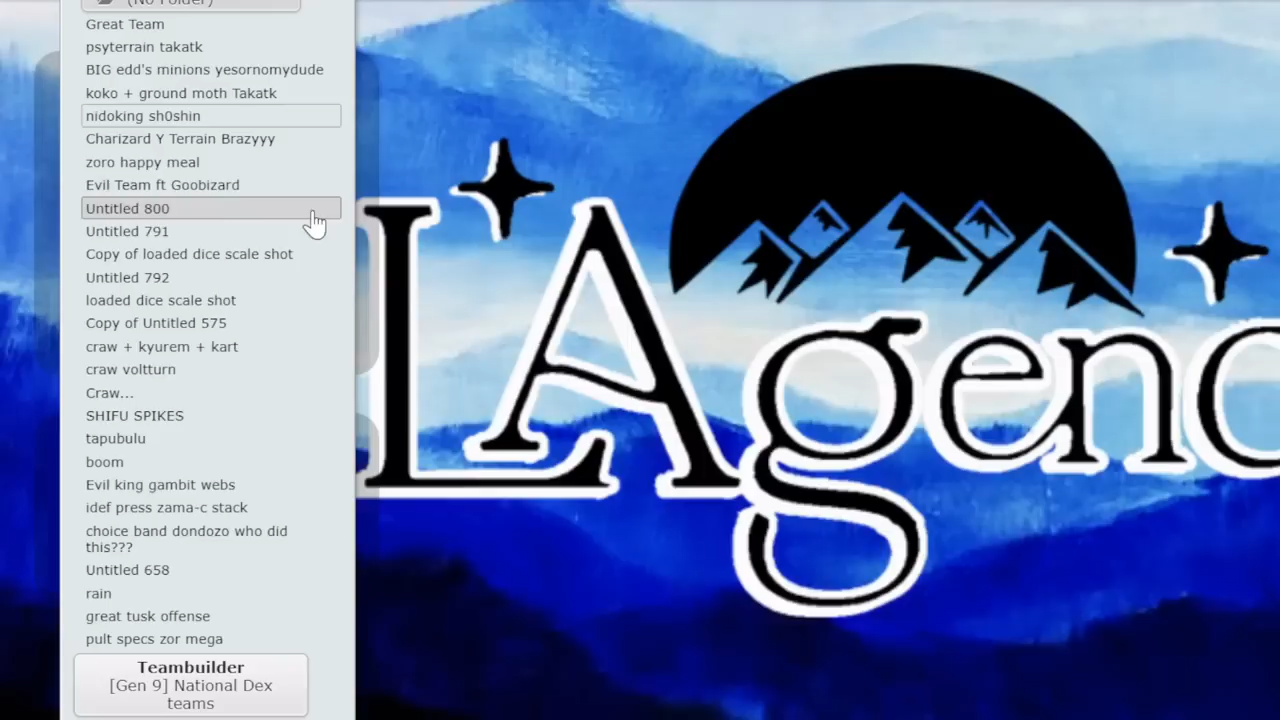 (No Folder)
Great Team
psyterrain takatk
BIG edd's minions yesornomydude
koko + ground moth Takatk
nidoking sh0shin
Charizard Y Terrain Brazyyy
zoro happy meal
Evil Team ft Goobizard
Untitled 800
Untitled 791
Copy of loaded dice scale shot
Untitled 792
loaded dice scale shot
Copy of Untitled 575
craw + kyurem + kart
craw voltturn
Craw...
SHIFU SPIKES
tapubulu
boom
Evil king gambit webs
idef press zama-c stack
choice band dondozo who did
this???
Untitled 658
rain
great tusk offense
pult specs zor mega
Teambuilder
[Gen 9] National Dex
teams
LAgen